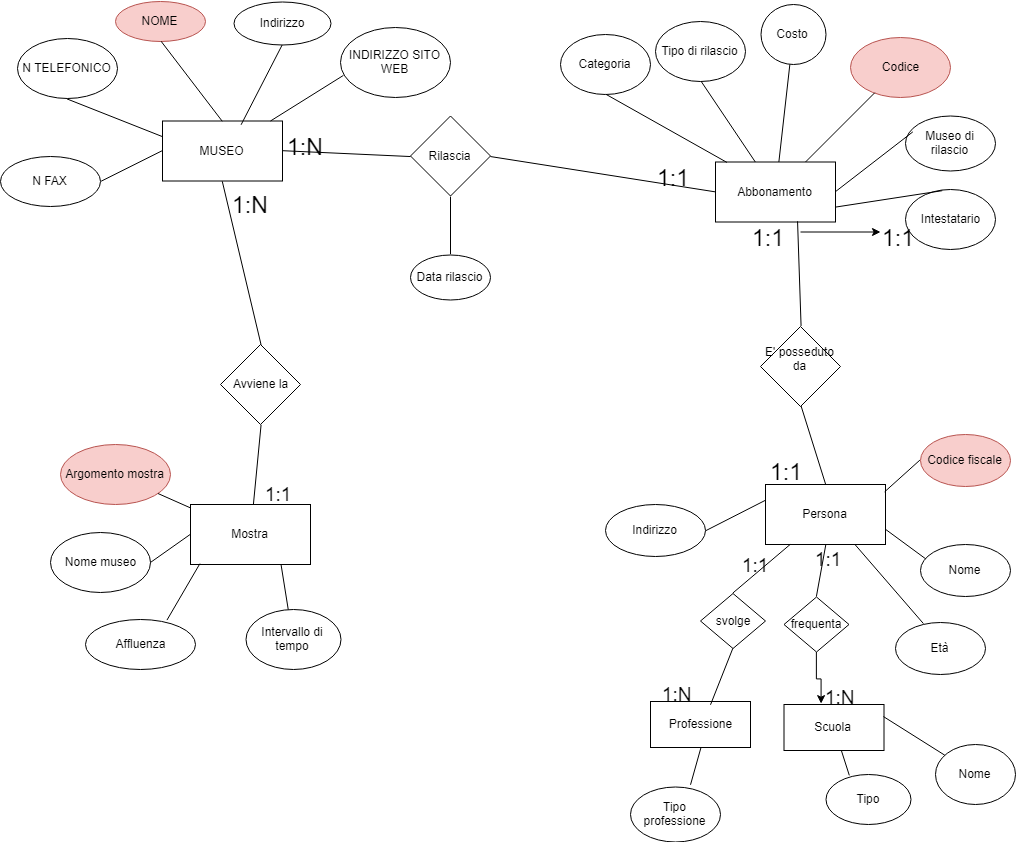 NOME
Indirizzo
N TELEFONICO
INDIRIZZO SITO
WEB
MUSEO
N FAX
1:N
1:N
Rilascia
Data rilascio
Categoria
Tipo di rilascio
Costo
Codice
Museo di
rilascio
Abbonamento
Intestatario
1:1
1:1
1:1
E' posseduto
da
Avviene la
Argomento mostra
1:1
Mostra
Nome museo
Affluenza
Intervallo di
tempo
1:1
Codice fiscale
Persona
Indirizzo
Nome
Età
1:1
1:1
svolge
frequenta
1:N
1:N
Professione
Scuola
Nome
Tipo
Tipo
professione